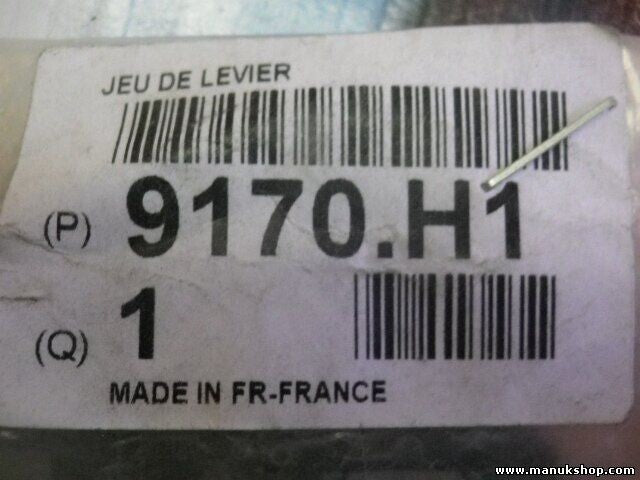 JEU DE LEVIER
(P) 9170.H1
(Q) 1
MADE IN FR-FRANCE
www.manukshop.com